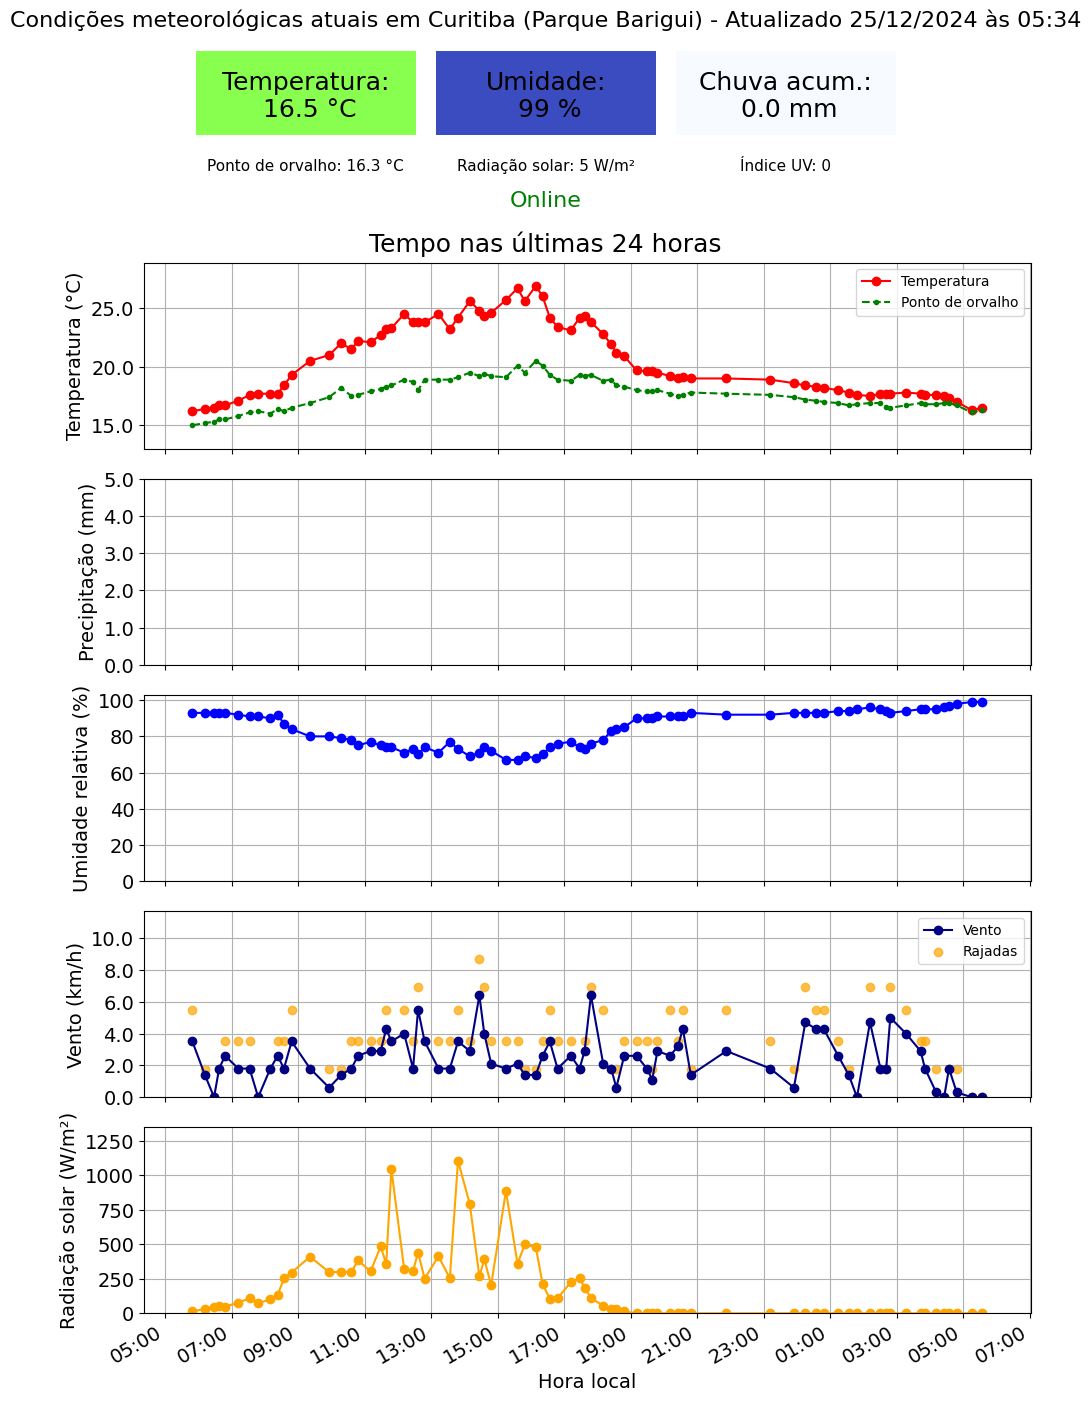 Condições meteorológicas atuais em Curitiba (Parque Barigui) - Atualizado 25/12/2024 às 05:34
Temperatura:
16.5 °C
Umidade:
99 %
Chuva acum.:
0.0 mm
Ponto de orvalho: 16.3 °C
Radiação solar: 5 W/m²
Índice UV: 0
Online
Tempo nas últimas 24 horas
Temperatura (°C)
25.0
20.0
15.0
Temperatura
Ponto de orvalho
Precipitação (mm)
5.0
4.0
3.0
2.0
1.0
0.0
Umidade relativa (%)
100
80
60
40
20
0
Vento (km/h)
10.0
8.0
6.0
4.0
2.0
0.0
Vento
Rajadas
Radiação solar (W/m²)
1250
1000
750
500
250
0
05:00
07:00
09:00
11:00
13:00
15:00
17:00
19:00
21:00
23:00
01:00
03:00
05:00
07:00
Hora local